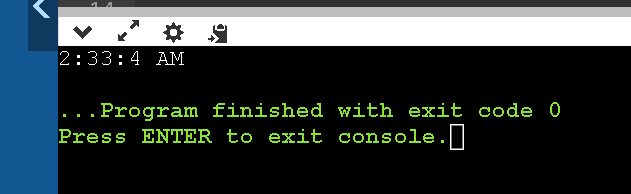 2:33:4 AM
...Program finished with exit code 0
Press ENTER to exit console.